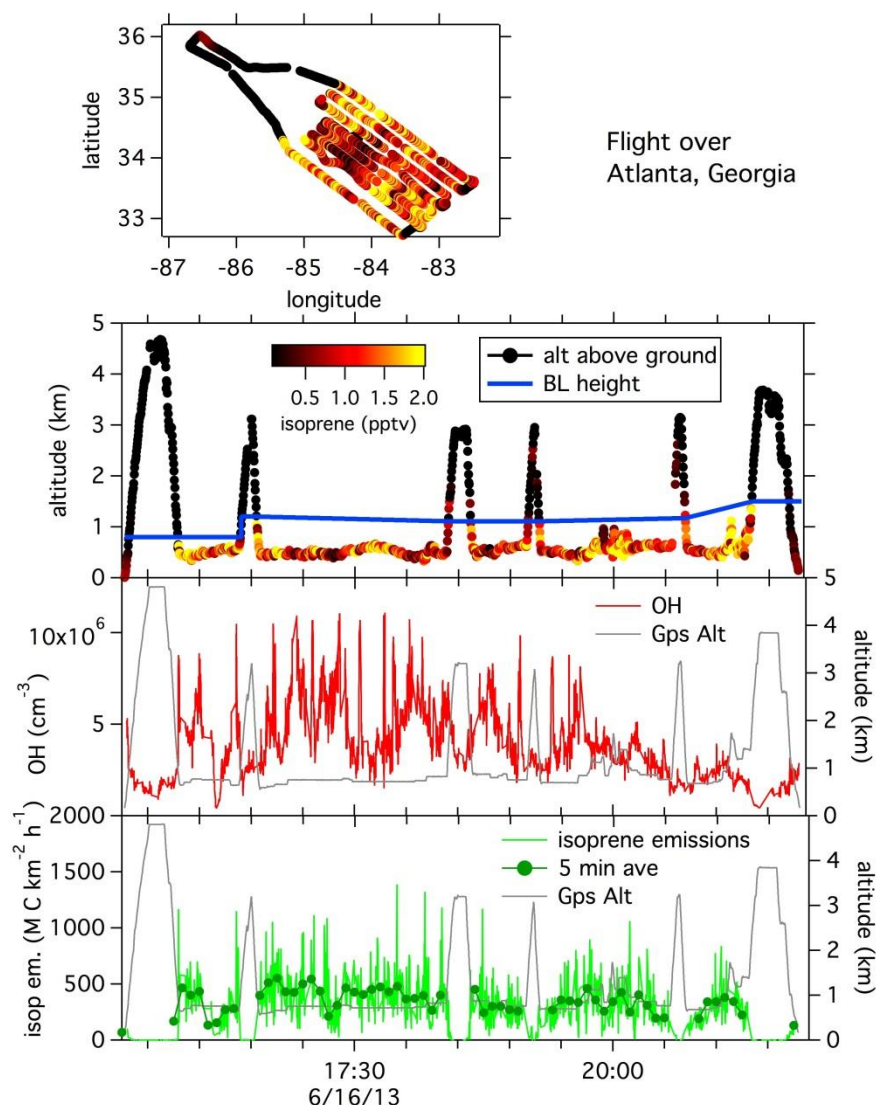 36
35
34
33
latitude
-87 -86 -85 -84 -83
longitude
Flight over
Atlanta, Georgia
5
4
3
2
1
0
altitude (km)
0.5 1.0 1.5 2.0
isoprene (pptv)
alt above ground
BL height
10x10⁶
5
OH (cm⁻³)
OH
Gps Alt
5
4
3
2
1
0
altitude (km)
2000
1500
1000
500
0
isop em. (M C km⁻² h⁻¹)
isoprene emissions
5 min ave
Gps Alt
4
3
2
1
0
altitude (km)
17:30 20:00
6/16/13